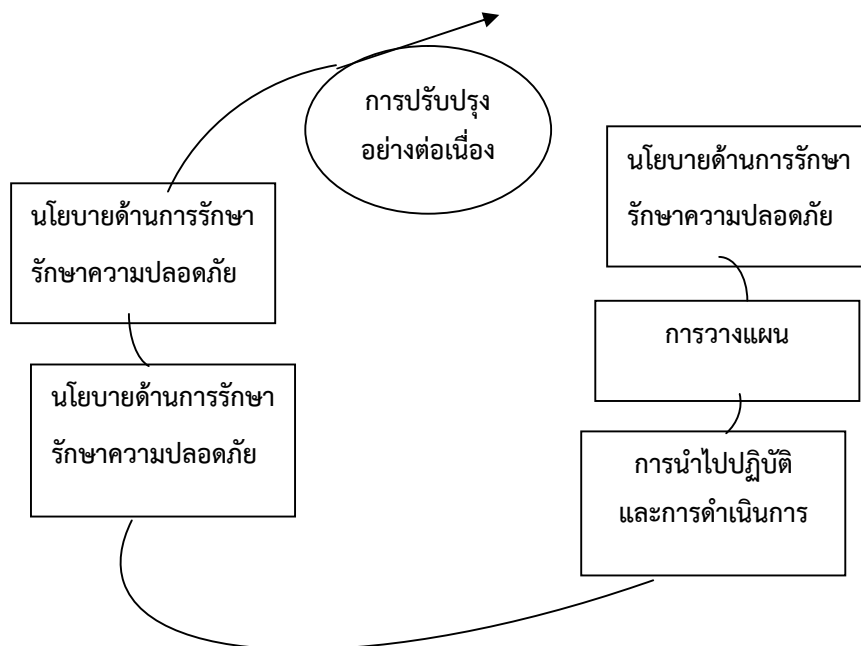 การปรับปรุง
อย่างต่อเนื่อง
นโยบายด้านการรักษา
รักษาความปลอดภัย
การวางแผน
การนำไปปฏิบัติ
และการดำเนินการ
นโยบายด้านการรักษา
รักษาความปลอดภัย
นโยบายด้านการรักษา
รักษาความปลอดภัย